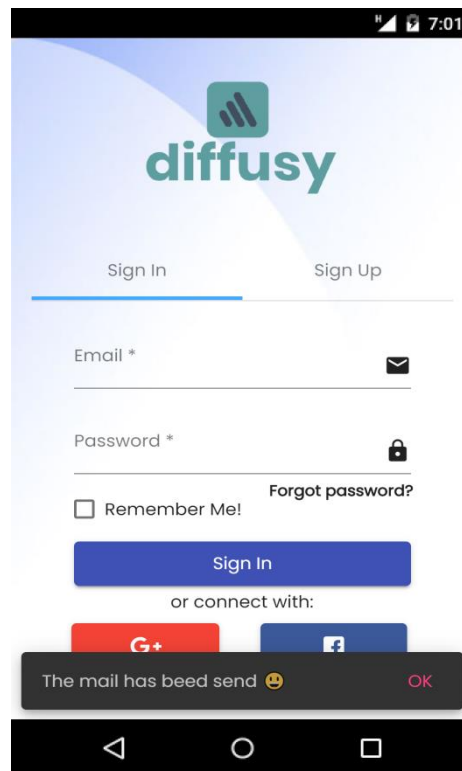 H 7:01
diffusy
Sign In Sign Up
Email *
Password *
Forgot password?
Remember Me!
Sign In
or connect with:
G+ f
The mail has beed send 😃 OK